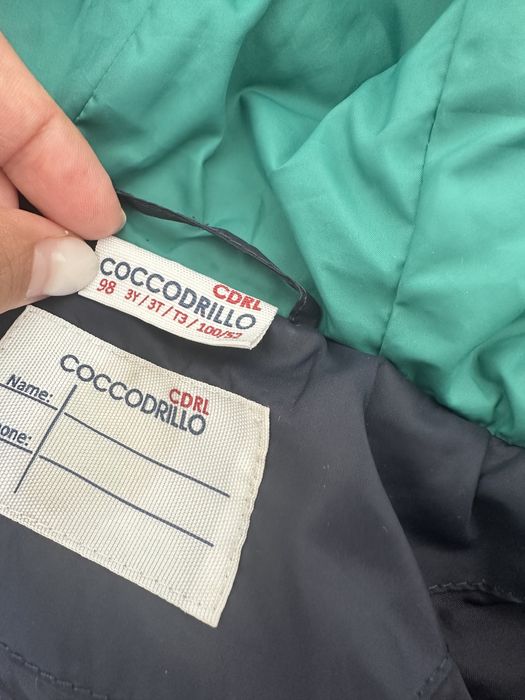 CDRL
COCCODRILLO
98 3Y / 3T / T3 / 100/52
CDRL
COCCODRILLO
Name:
one: